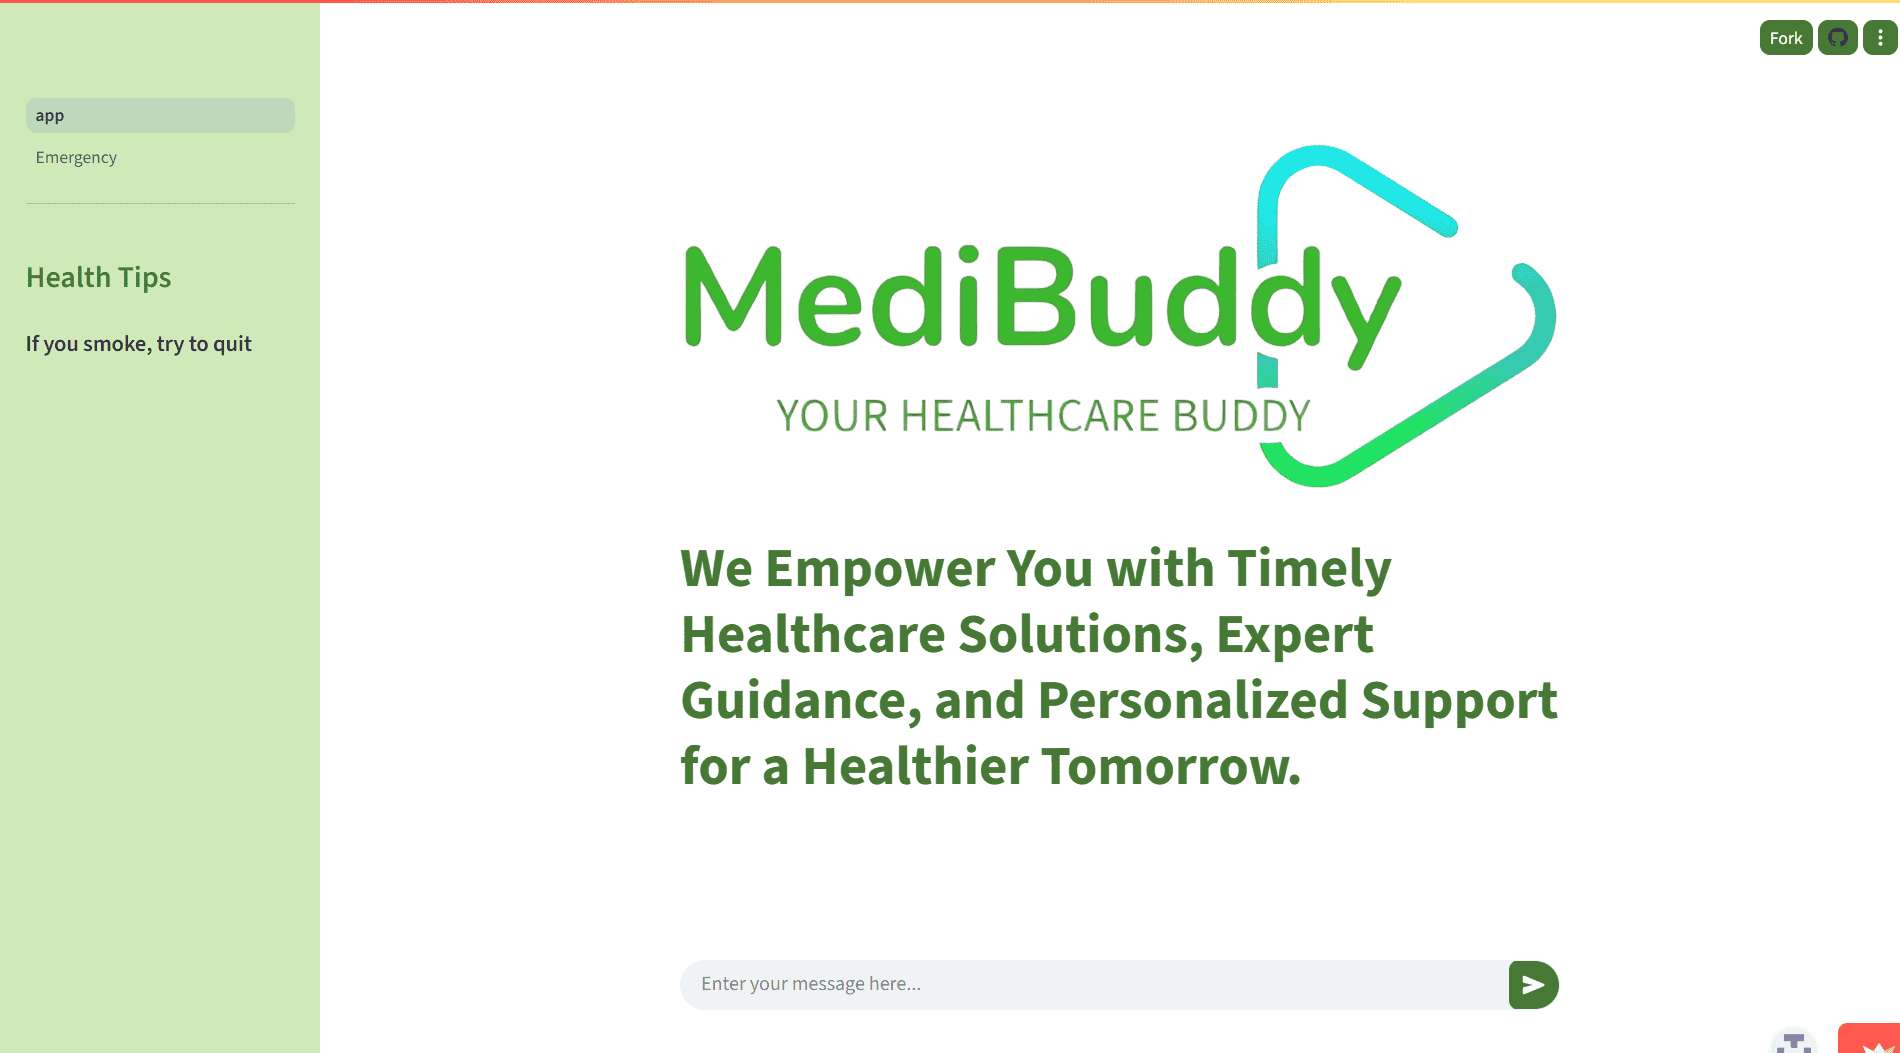 Fork
app
Emergency
Health Tips
If you smoke, try to quit
MediBuddy
YOUR HEALTHCARE BUDDY
We Empower You with Timely
Healthcare Solutions, Expert
Guidance, and Personalized Support
for a Healthier Tomorrow.
Enter your message here...